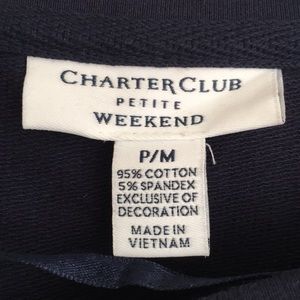 CHARTER CLUB
PETITE
WEEKEND
P/M
95% COTTON
5% SPANDEX
EXCLUSIVE OF
DECORATION
MADE IN
VIETNAM